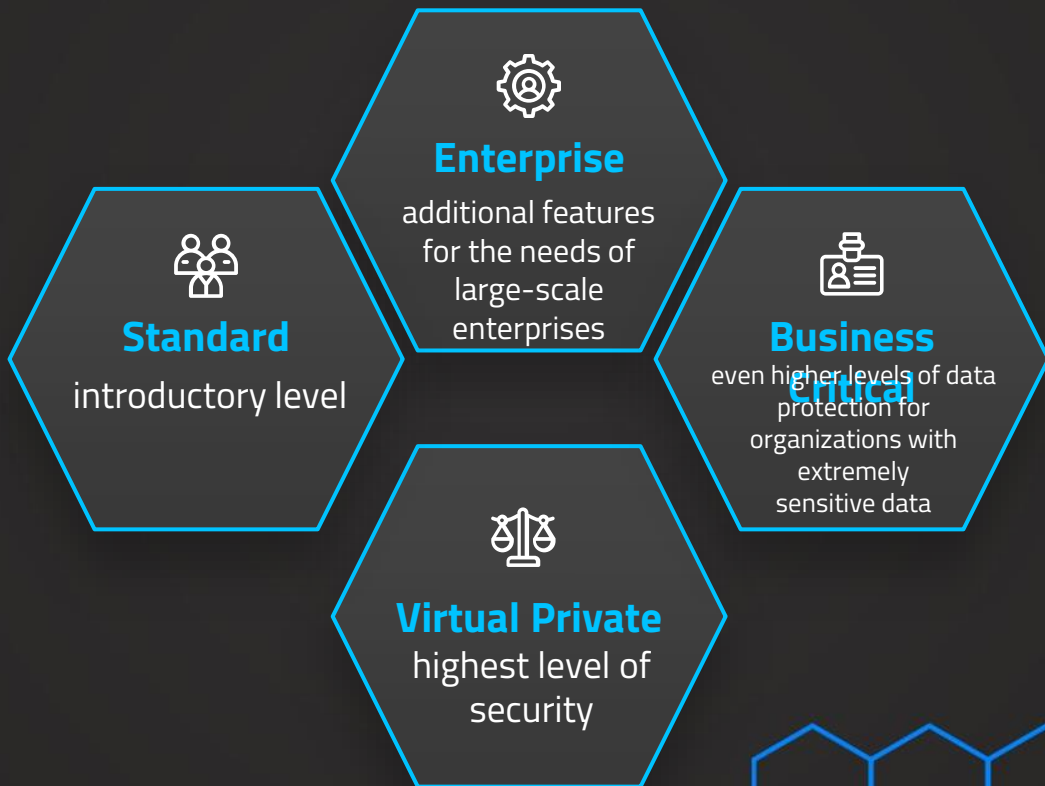 Enterprise
additional features
for the needs of
large-scale
enterprises
Standard
introductory level
Business
Critical
even higher levels of data
protection for
organizations with
extremely
sensitive data
Virtual Private
highest level of
security